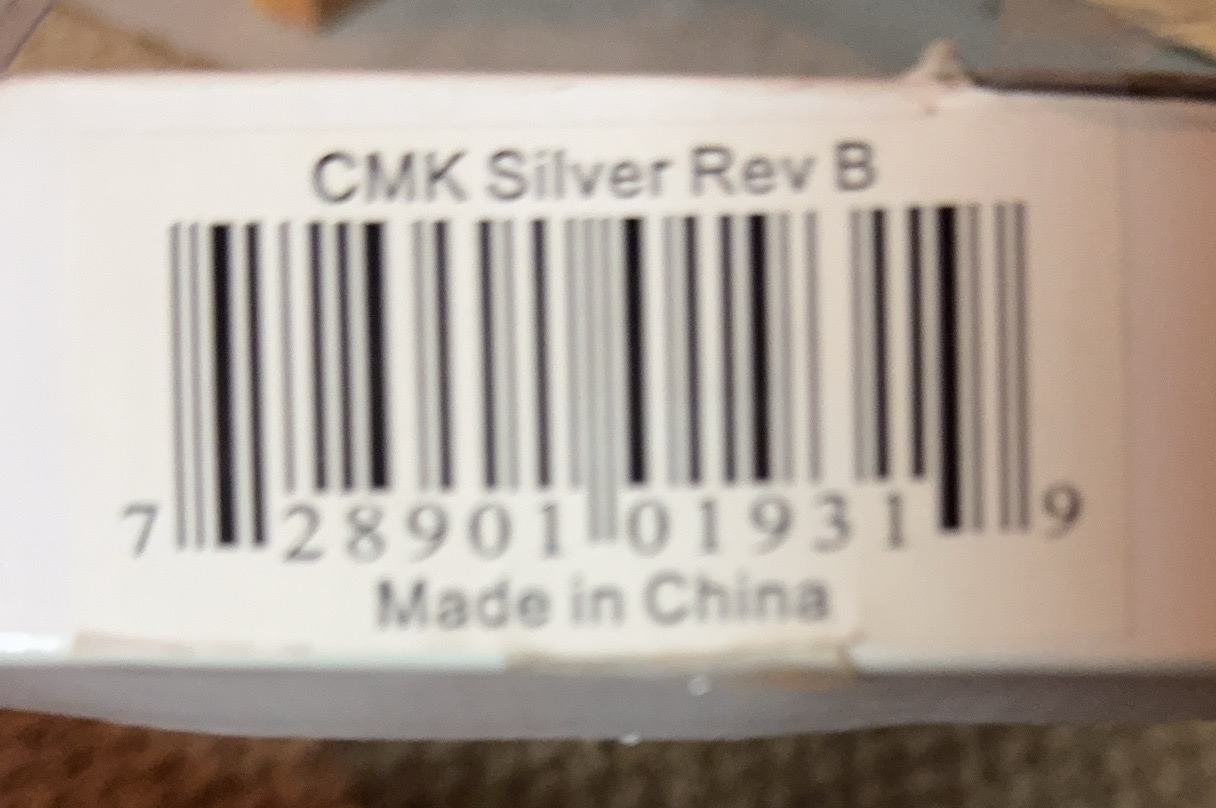 CMK Silver Rev B
7 28901 01931 9
Made in China